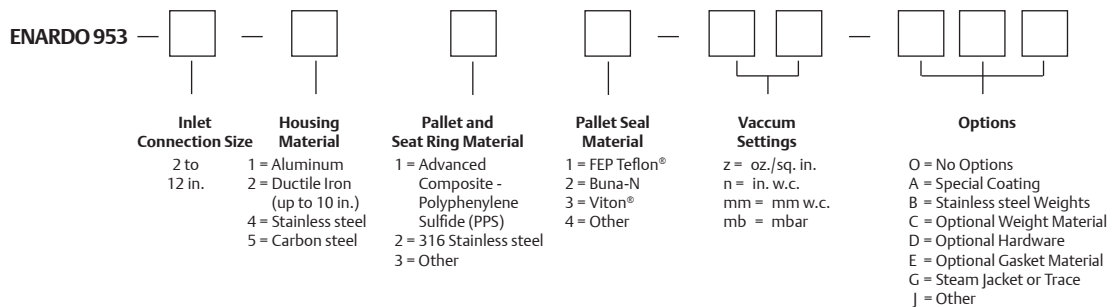 ENARDO 953 — — — —
Inlet
Connection Size
2 to
12 in.
Housing
Material
1 = Aluminum
2 = Ductile Iron
(up to 10 in.)
4 = Stainless steel
5 = Carbon steel
Pallet and
Seat Ring Material
1 = Advanced
Composite -
Polyphenylene
Sulfide (PPS)
2 = 316 Stainless steel
3 = Other
Pallet Seal
Material
1 = FEP Teflon®
2 = Buna-N
3 = Viton®
4 = Other
Vaccum
Settings
z = oz./sq. in.
n = in. w.c.
mm = mm w.c.
mb = mbar
Options
O = No Options
A = Special Coating
B = Stainless steel Weights
C = Optional Weight Material
D = Optional Hardware
E = Optional Gasket Material
G = Steam Jacket or Trace
J = Other